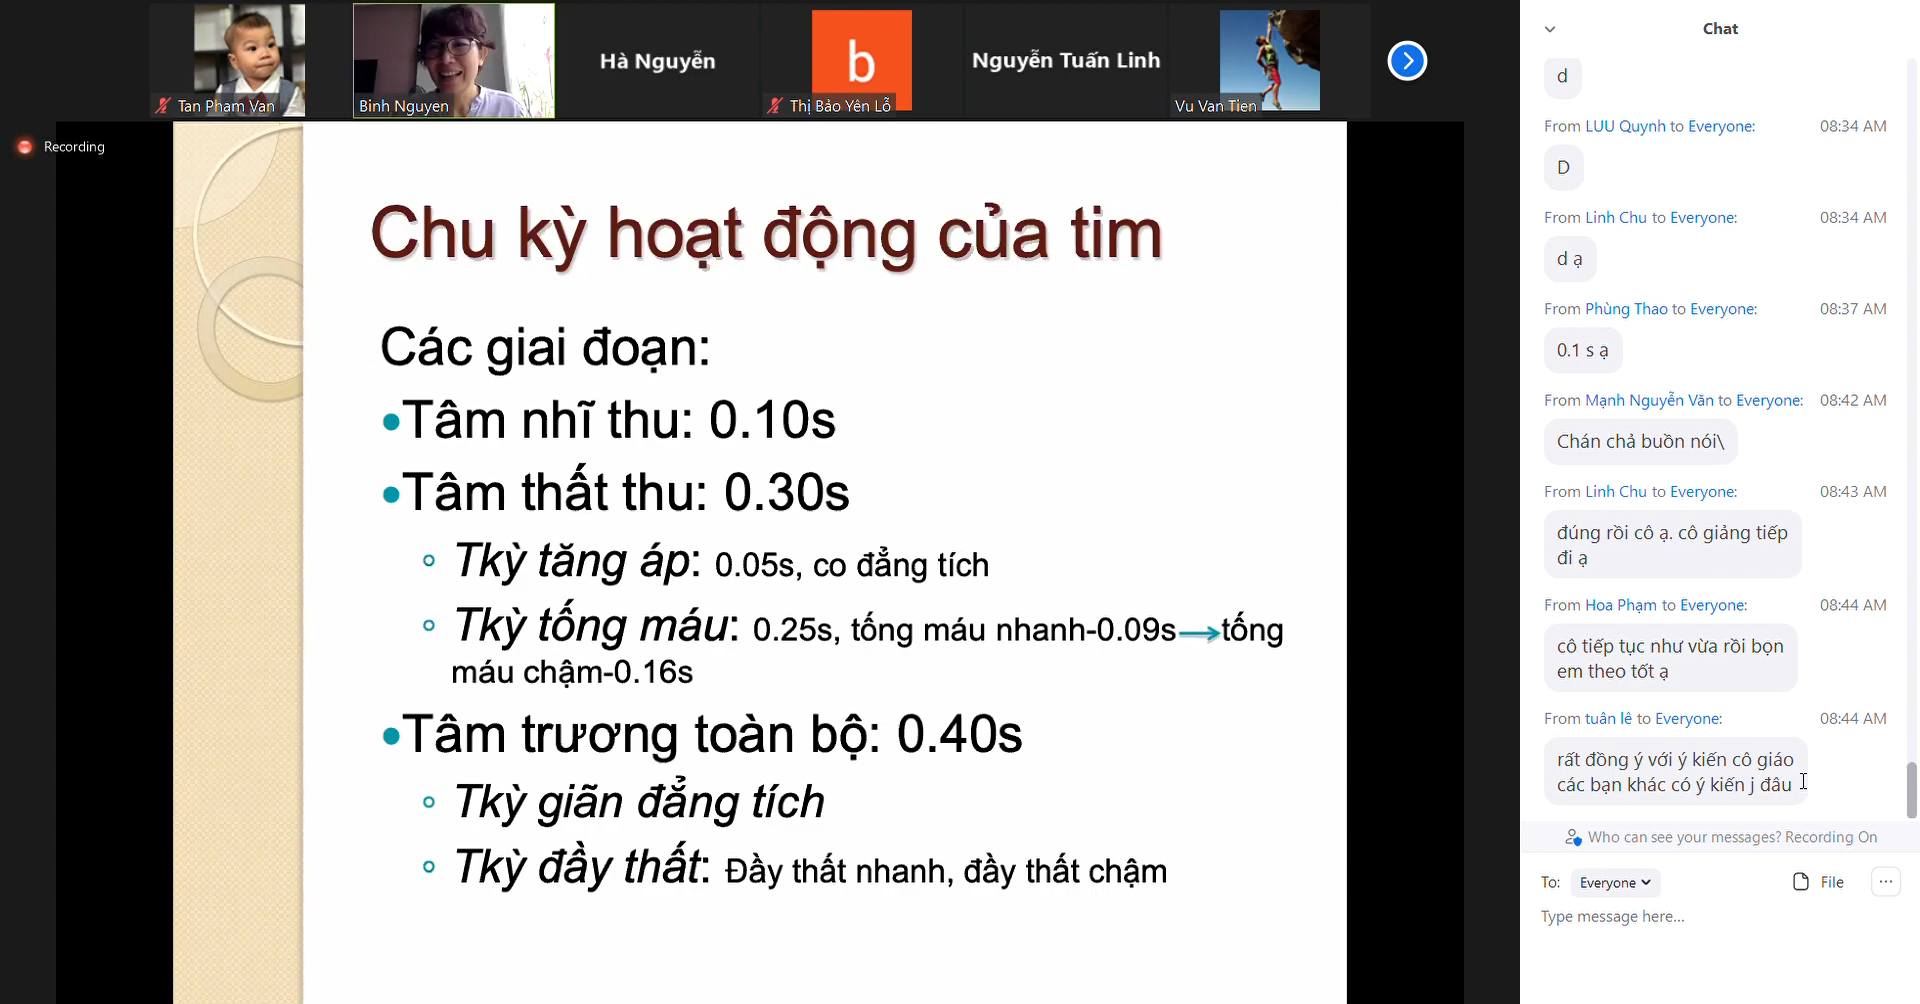 Tan Pham Van
Binh Nguyen
Hà Nguyễn
b
Thị Bảo Yên Lỗ
Nguyễn Tuấn Linh
Vu Van Tien
Recording
Chu kỳ hoạt động của tim
Các giai đoạn:
•Tâm nhĩ thu: 0.10s
•Tâm thất thu: 0.30s
◦ Tkỳ tăng áp: 0.05s, co đẳng tích
◦ Tkỳ tống máu: 0.25s, tống máu nhanh-0.09s→tống
máu chậm-0.16s
•Tâm trương toàn bộ: 0.40s
◦ Tkỳ giãn đẳng tích
◦ Tkỳ đầy thất: Đầy thất nhanh, đầy thất chậm
Chat
d
From LUU Quynh to Everyone: 08:34 AM
D
From Linh Chu to Everyone: 08:34 AM
d ạ
From Phùng Thao to Everyone: 08:37 AM
0.1 s ạ
From Mạnh Nguyễn Văn to Everyone: 08:42 AM
Chán chả buồn nói\
From Linh Chu to Everyone: 08:43 AM
đúng rồi cô ạ. cô giảng tiếp
đi ạ
From Hoa Phạm to Everyone: 08:44 AM
cô tiếp tục như vừa rồi bọn
em theo tốt ạ
From tuân lê to Everyone: 08:44 AM
rất đồng ý với ý kiến cô giáo
các bạn khác có ý kiến j đâu
Who can see your messages? Recording On
To: Everyone File ...
Type message here...